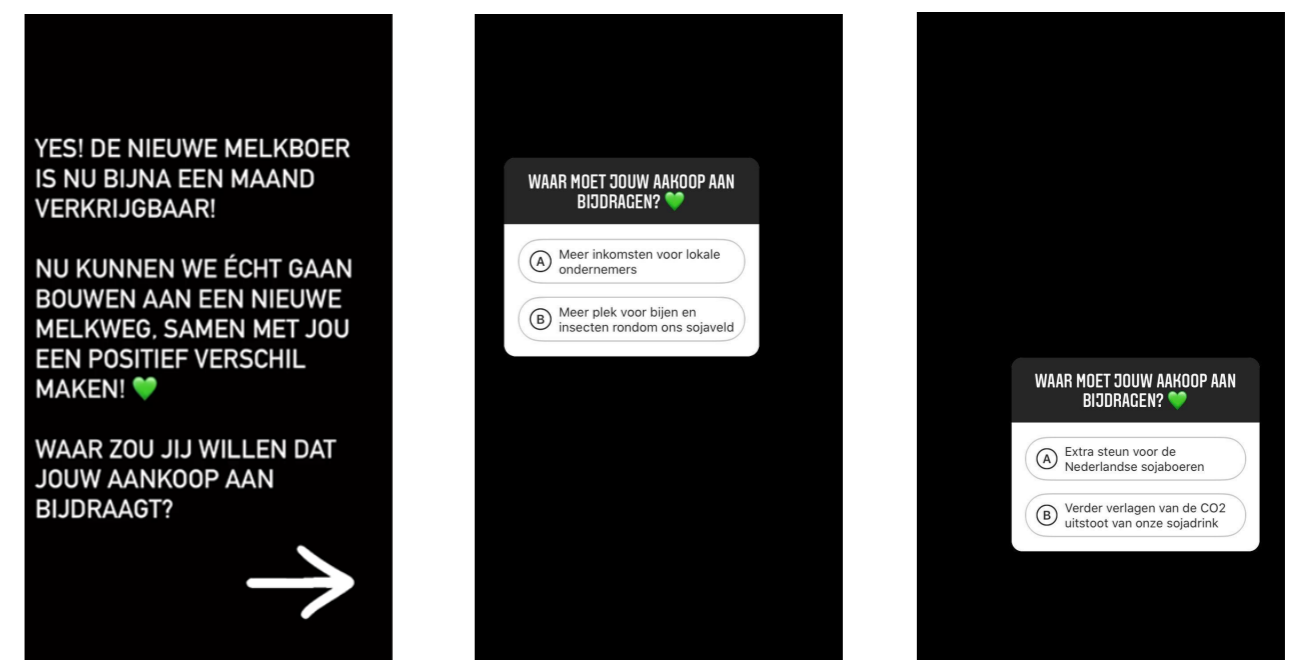 YES! DE NIEUWE MELKBOER
IS NU BIJNA EEN MAAND
VERKRIJGBAAR!
NU KUNNEN WE ÉCHT GAAN
BOUWEN AAN EEN NIEUWE
MELKWEG, SAMEN MET JOU
EEN POSITIEF VERSCHIL
MAKEN! 💚
WAAR ZOU JIJ WILLEN DAT
JOUW AANKOOP AAN
BIJDRAAGT?
WAAR MOET JOUW AAKOOP AAN
BIJDRAGEN? 💚
A Meer inkomsten voor lokale
ondernemers
B Meer plek voor bijen en
insecten rondom ons sojaveld
WAAR MOET JOUW AAKOOP AAN
BIJDRAGEN? 💚
A Extra steun voor de
Nederlandse sojaboeren
B Verder verlagen van de CO2
uitstoot van onze sojadrink